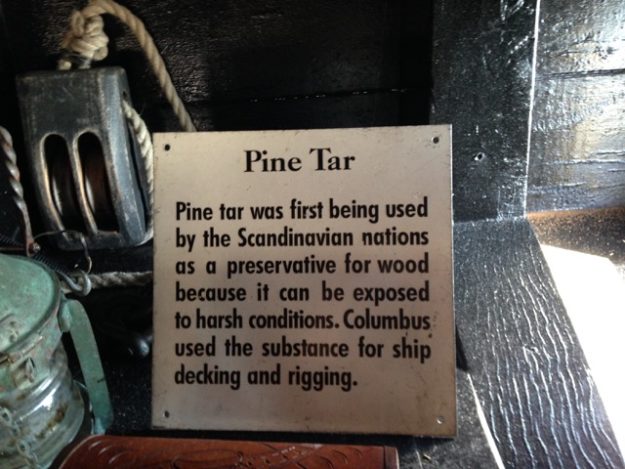 Pine Tar
Pine tar was first being used
by the Scandinavian nations
as a preservative for wood
because it can be exposed
to harsh conditions. Columbus
used the substance for ship
decking and rigging.